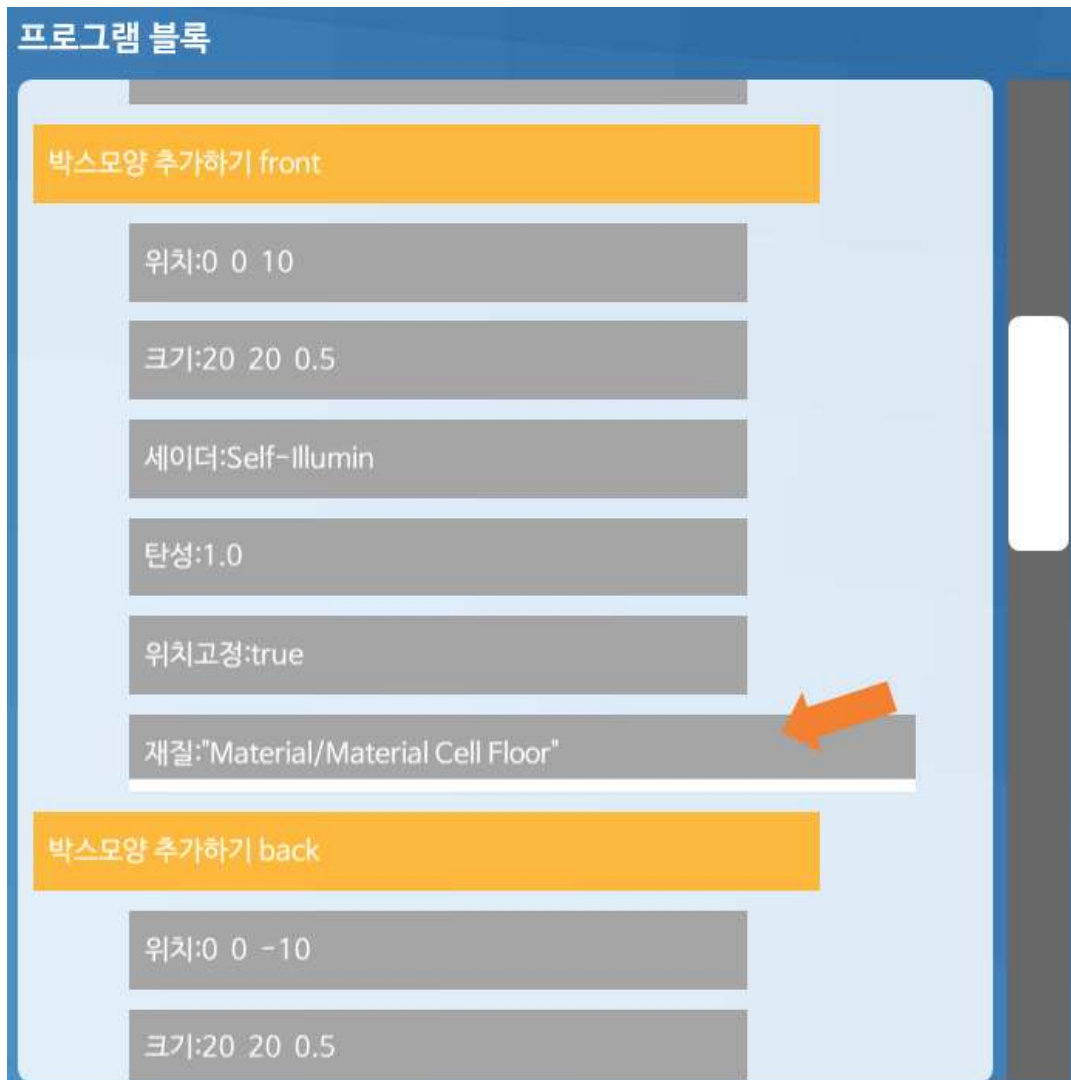 프로그램 블록
박스모양 추가하기 front
위치:0 0 10
크기:20 20 0.5
세이더:Self-Illumin
탄성:1.0
위치고정:true
재질:"Material/Material Cell Floor"
박스모양 추가하기 back
위치:0 0 -10
크기:20 20 0.5